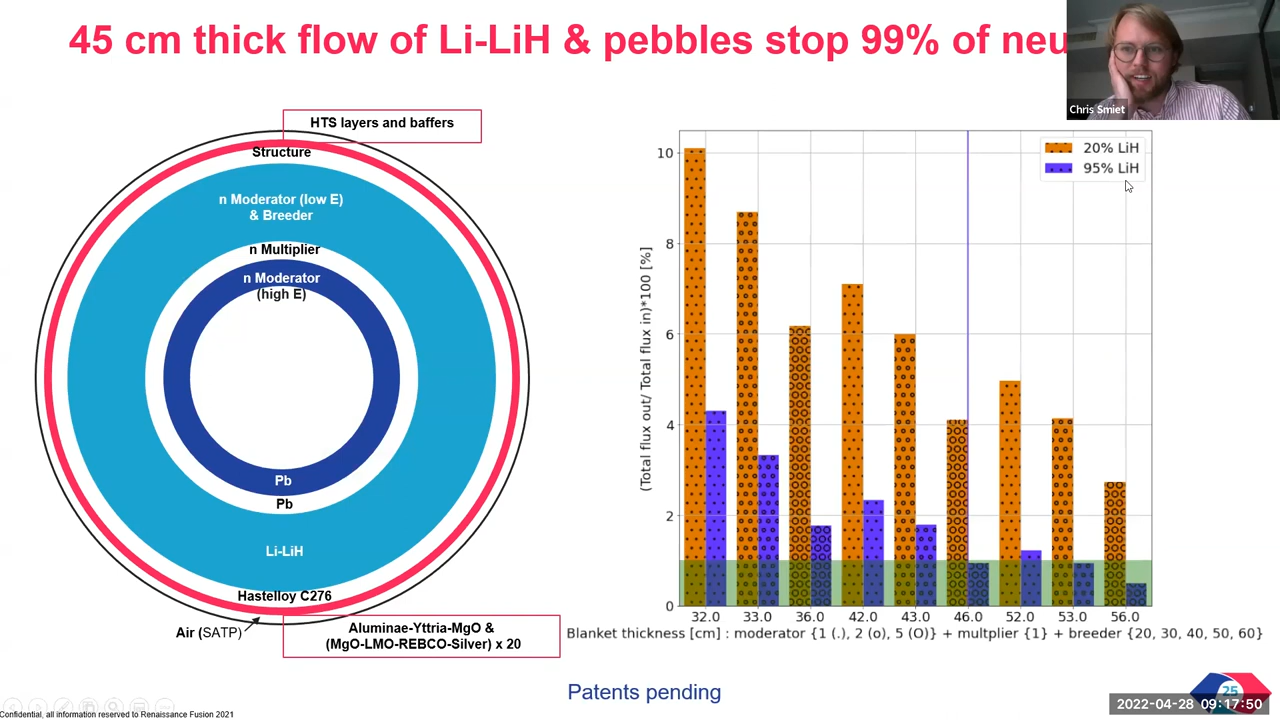 45 cm thick flow of Li-LiH & pebbles stop 99% of neu
Chris Smiet
HTS layers and baffers
Structure
n Moderator (low E)
& Breeder
n Multiplier
n Moderator
(high E)
Pb
Pb
Li-LiH
Hastelloy C276
Air (SATP)
Aluminae-Yttria-MgO &
(MgO-LMO-REBCO-Silver) x 20
20% LiH
95% LiH
(Total flux out/ Total flux in)*100 [%]
10
8
6
4
2
0
32.0 33.0 36.0 42.0 43.0 46.0 52.0 53.0 56.0
Blanket thickness [cm] : moderator {1 (.), 2 (o), 5 (O)} + multplier {1} + breeder {20, 30, 40, 50, 60}
Patents pending
25
2022-04-28 09:17:50
Confidential, all information reserved to Renaissance Fusion 2021